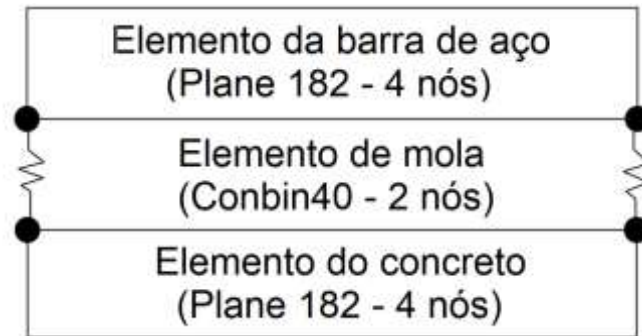 Elemento da barra de aço
(Plane 182 - 4 nós)
Elemento de mola
(Conbin40 - 2 nós)
Elemento do concreto
(Plane 182 - 4 nós)